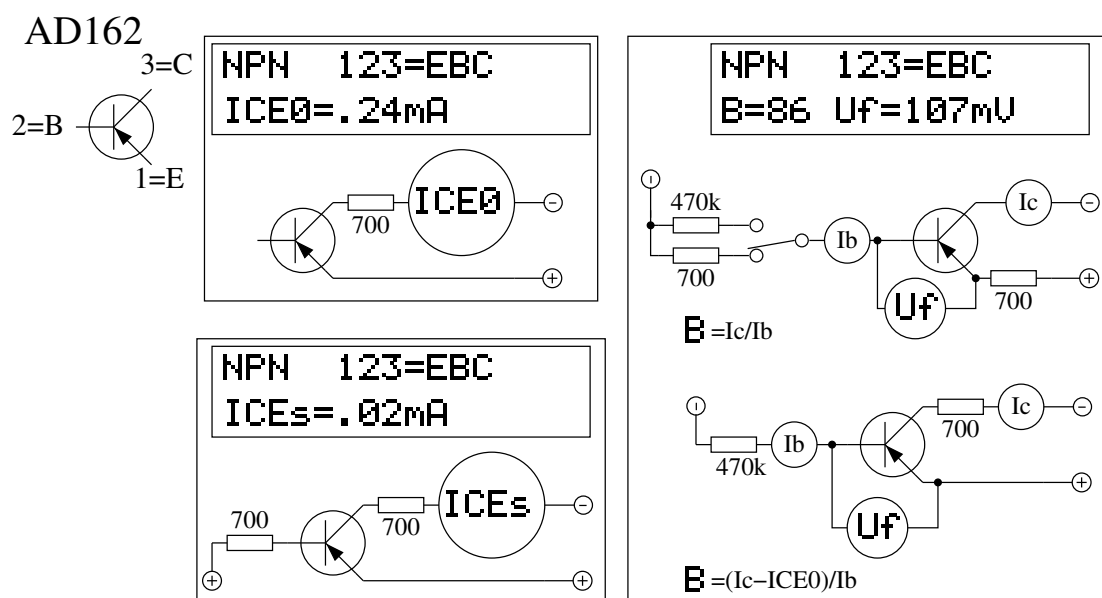 AD162
3=C
2=B
1=E
NPN 123=EBC
ICE0=.24mA
ICE0
700
-
+
NPN 123=EBC
ICEs=.02mA
ICEs
700
700
-
+
+
NPN 123=EBC
B=86 Uf=107mV
-
470k
700
Ib
Ic
-
Uf
700
+
B=Ic/Ib
-
470k
Ib
700
Ic
-
Uf
+
B=(Ic−ICE0)/Ib